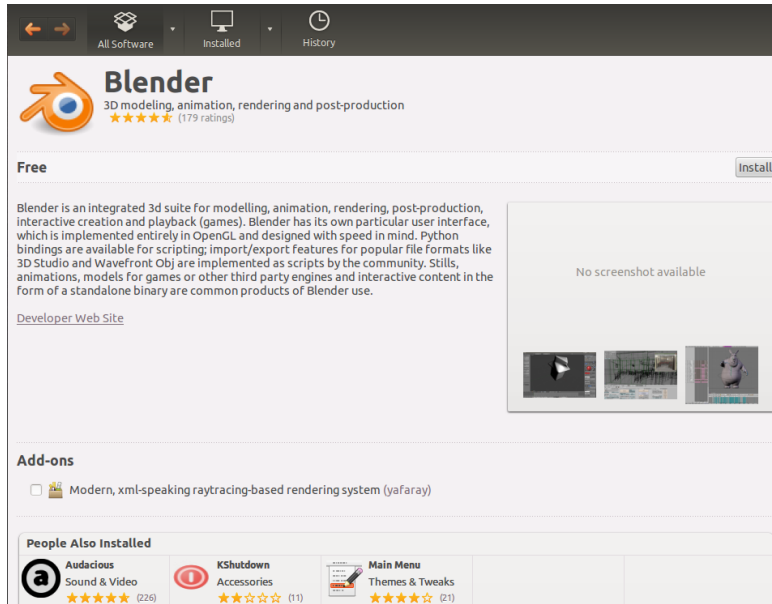 All Software
Installed
History
Blender
3D modeling, animation, rendering and post-production
(179 ratings)
Free
Install
Blender is an integrated 3d suite for modelling, animation, rendering, post-production,
interactive creation and playback (games). Blender has its own particular user interface,
which is implemented entirely in OpenGL and designed with speed in mind. Python
bindings are available for scripting; import/export features for popular file formats like
3D Studio and Wavefront Obj are implemented as scripts by the community. Stills,
animations, models for games or other third party engines and interactive content in the
form of a standalone binary are common products of Blender use.
No screenshot available
Developer Web Site
Add-ons
Modern, xml-speaking raytracing-based rendering system (yafaray)
People Also Installed
Audacious
Sound & Video
(226)
KShutdown
Accessories
(11)
Main Menu
Themes & Tweaks
(21)